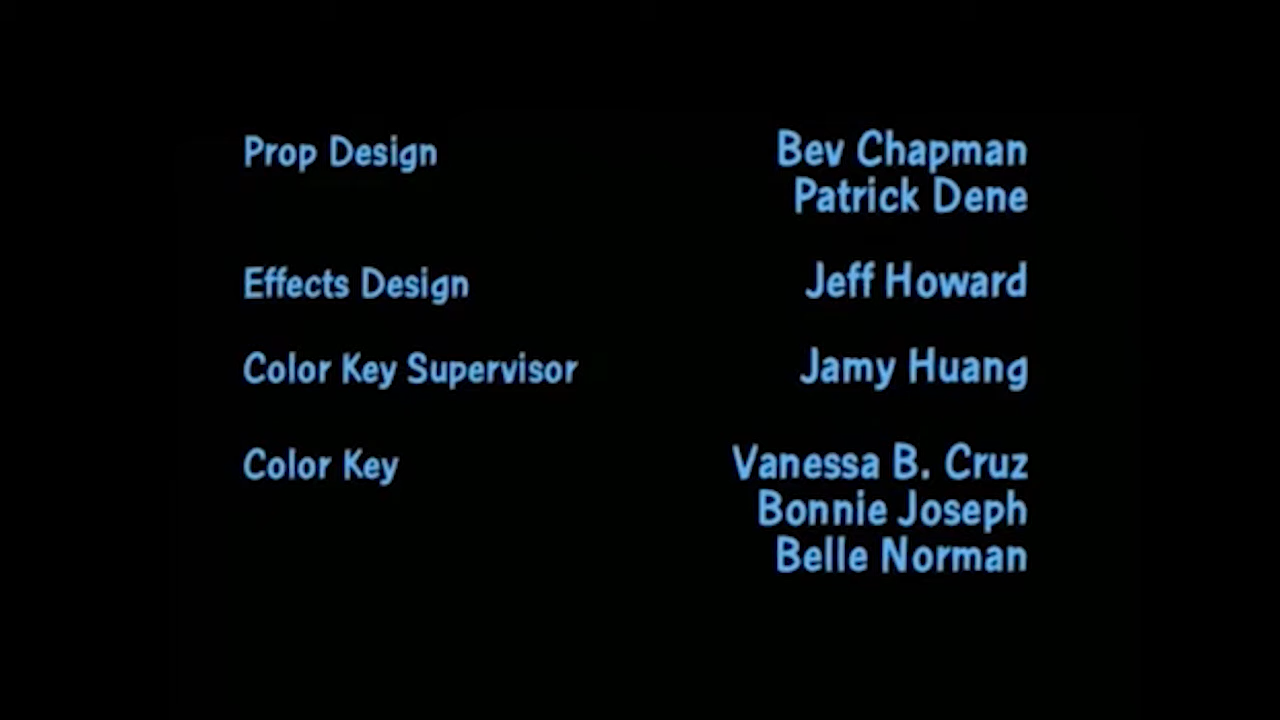 Prop Design Bev Chapman
Patrick Dene
Effects Design Jeff Howard
Color Key Supervisor Jamy Huang
Color Key Vanessa B. Cruz
Bonnie Joseph
Belle Norman